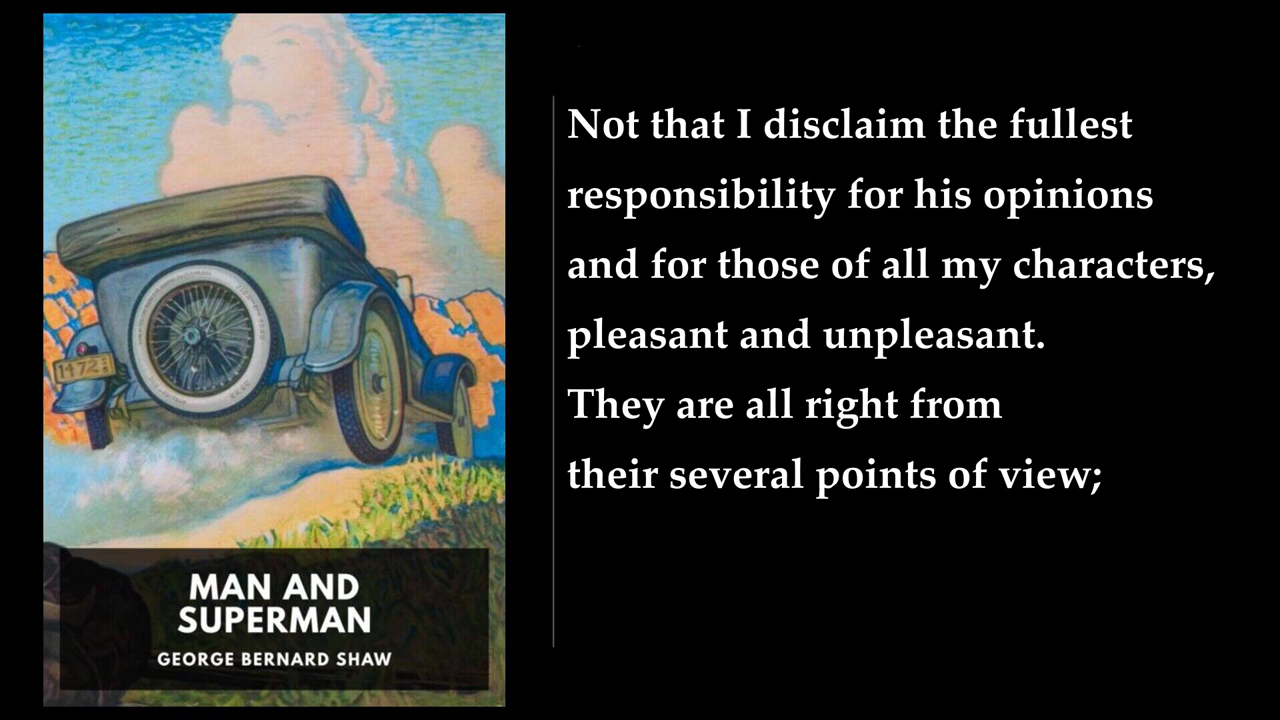 Not that I disclaim the fullest
responsibility for his opinions
and for those of all my characters,
pleasant and unpleasant.
They are all right from
their several points of view;
1472
MAN AND
SUPERMAN
GEORGE BERNARD SHAW